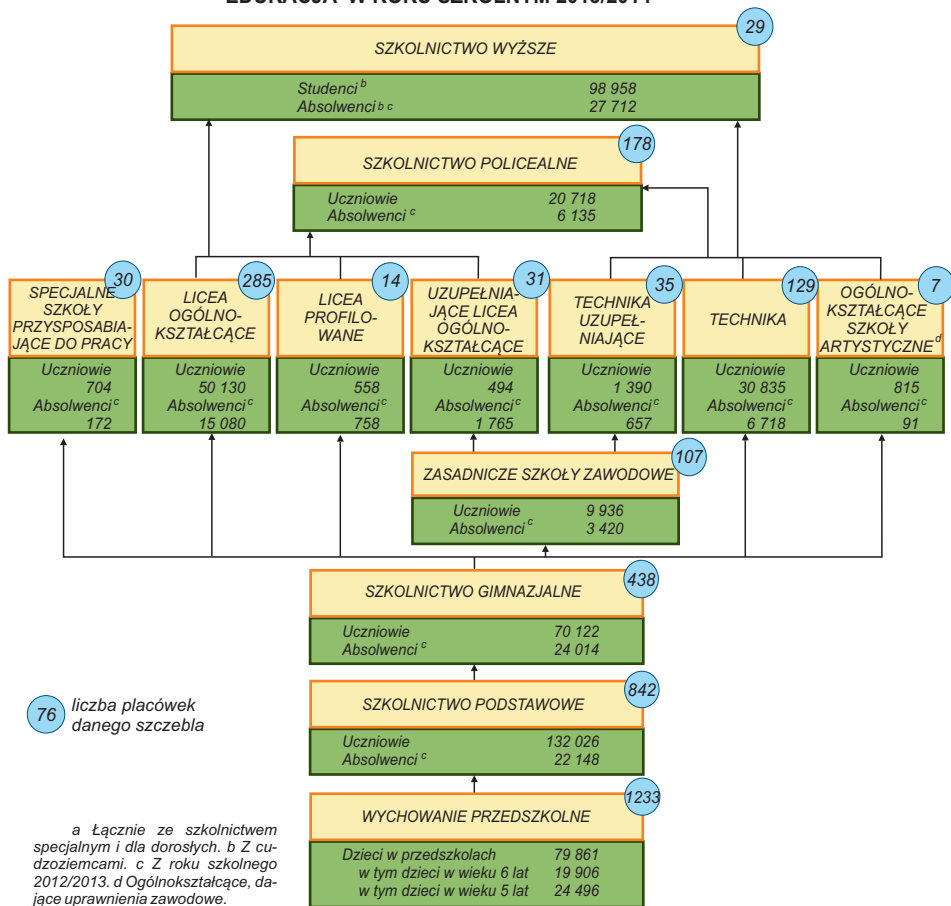 EDUKACJA W ROKU SZKOLNYM 2013/2014
29
SZKOLNICTWO WYŻSZE
Studenci b 98 958
Absolwenci b c 27 712
178
SZKOLNICTWO POLICEALNE
Uczniowie 20 718
Absolwenci c 6 135
30
SPECJALNE
SZKOŁY
PRZYSPOSABIA-
JĄCE DO PRACY
Uczniowie
704
Absolwenci c
172
285
LICEA
OGÓLNO-
KSZTAŁCĄCE
Uczniowie
50 130
Absolwenci c
15 080
14
LICEA
PROFILO-
WANE
Uczniowie
558
Absolwenci c
758
31
UZUPEŁNIA-
JĄCE LICEA
OGÓLNO-
KSZTAŁCĄCE
Uczniowie
494
Absolwenci c
1 765
35
TECHNIKA
UZUPEŁ-
NIAJĄCE
Uczniowie
1 390
Absolwenci c
657
129
TECHNIKA
Uczniowie
30 835
Absolwenci c
6 718
7
OGÓLNO-
KSZTAŁCĄCE
SZKOŁY
ARTYSTYCZNE d
Uczniowie
815
Absolwenci c
91
107
ZASADNICZE SZKOŁY ZAWODOWE
Uczniowie 9 936
Absolwenci c 3 420
438
SZKOLNICTWO GIMNAZJALNE
Uczniowie 70 122
Absolwenci c 24 014
842
SZKOLNICTWO PODSTAWOWE
Uczniowie 132 026
Absolwenci c 22 148
1233
WYCHOWANIE PRZEDSZKOLNE
Dzieci w przedszkolach 79 861
w tym dzieci w wieku 6 lat 19 906
w tym dzieci w wieku 5 lat 24 496
76 liczba placówek
danego szczebla
a Łącznie ze szkolnictwem
specjalnym i dla dorosłych. b Z cu-
dzoziemcami. c Z roku szkolnego
2012/2013. d Ogólnokształcące, da-
jące uprawnienia zawodowe.